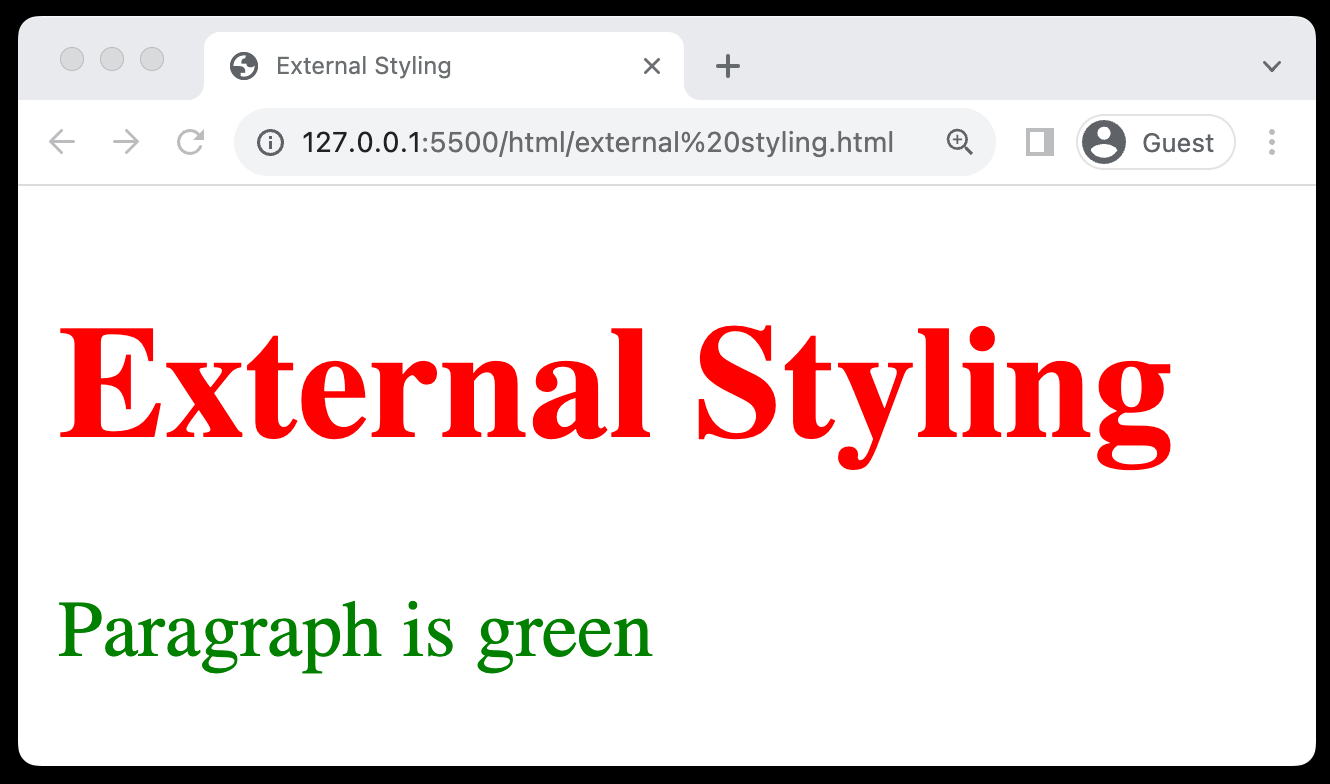 External Styling
127.0.0.1:5500/html/external%20styling.html
Guest
External Styling
Paragraph is green